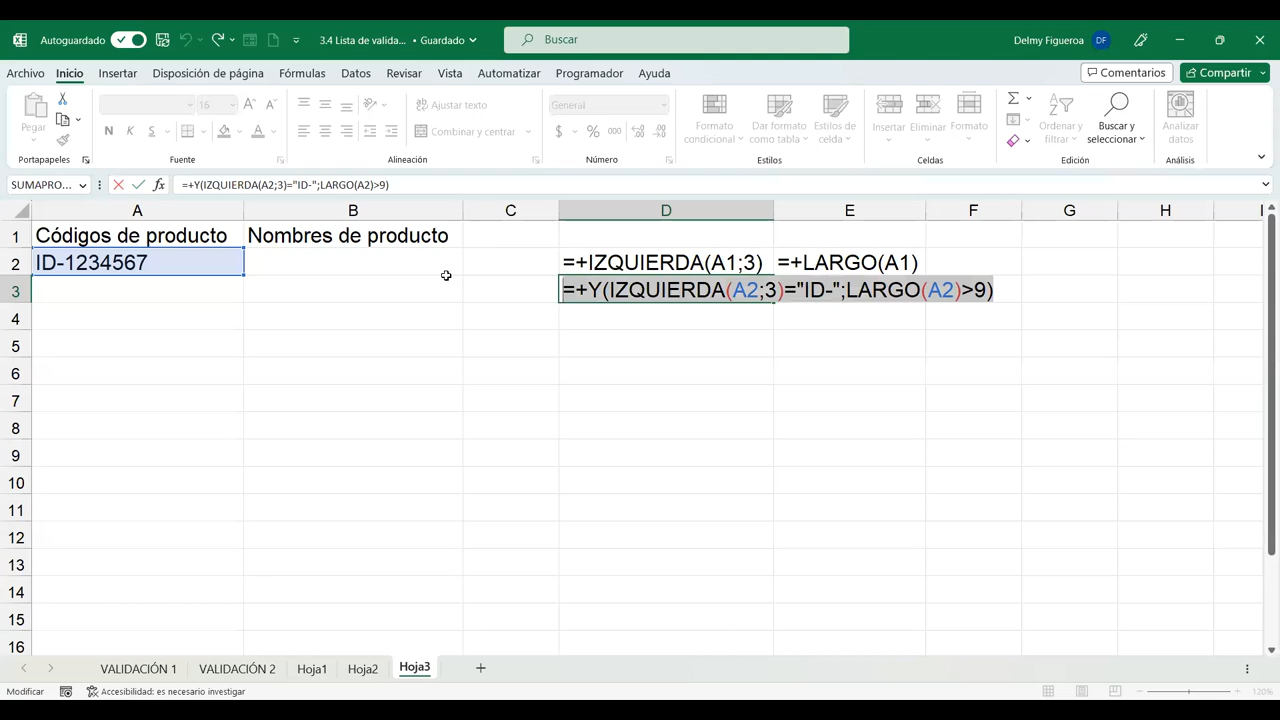 Autoguardado 3.4 Lista de valida... • Guardado Buscar Delmy Figueroa DF
Archivo Inicio Insertar Disposición de página Fórmulas Datos Revisar Vista Automatizar Programador Ayuda Comentarios Compartir
Pegar
16 A A Ajustar texto General
N K S A Combinar y centrar $ % 000
Formato condicional Dar formato como tabla Estilos de celda Insertar Eliminar Formato Ordenar y filtrar Buscar y seleccionar Analizar datos
Portapapeles Fuente Alineación Número Estilos Celdas Edición Análisis
SUMAPRO... fx =+Y(IZQUIERDA(A2;3)="ID-";LARGO(A2)>9)
A B C D E F G H I
1 Códigos de producto Nombres de producto
2 ID-1234567 =+IZQUIERDA(A1;3) =+LARGO(A1)
3 =+Y(IZQUIERDA(A2;3)="ID-";LARGO(A2)>9)
4
5
6
7
8
9
10
11
12
13
14
15
16
VALIDACIÓN 1 VALIDACIÓN 2 Hoja1 Hoja2 Hoja3
Modificar Accesibilidad: es necesario investigar 120%